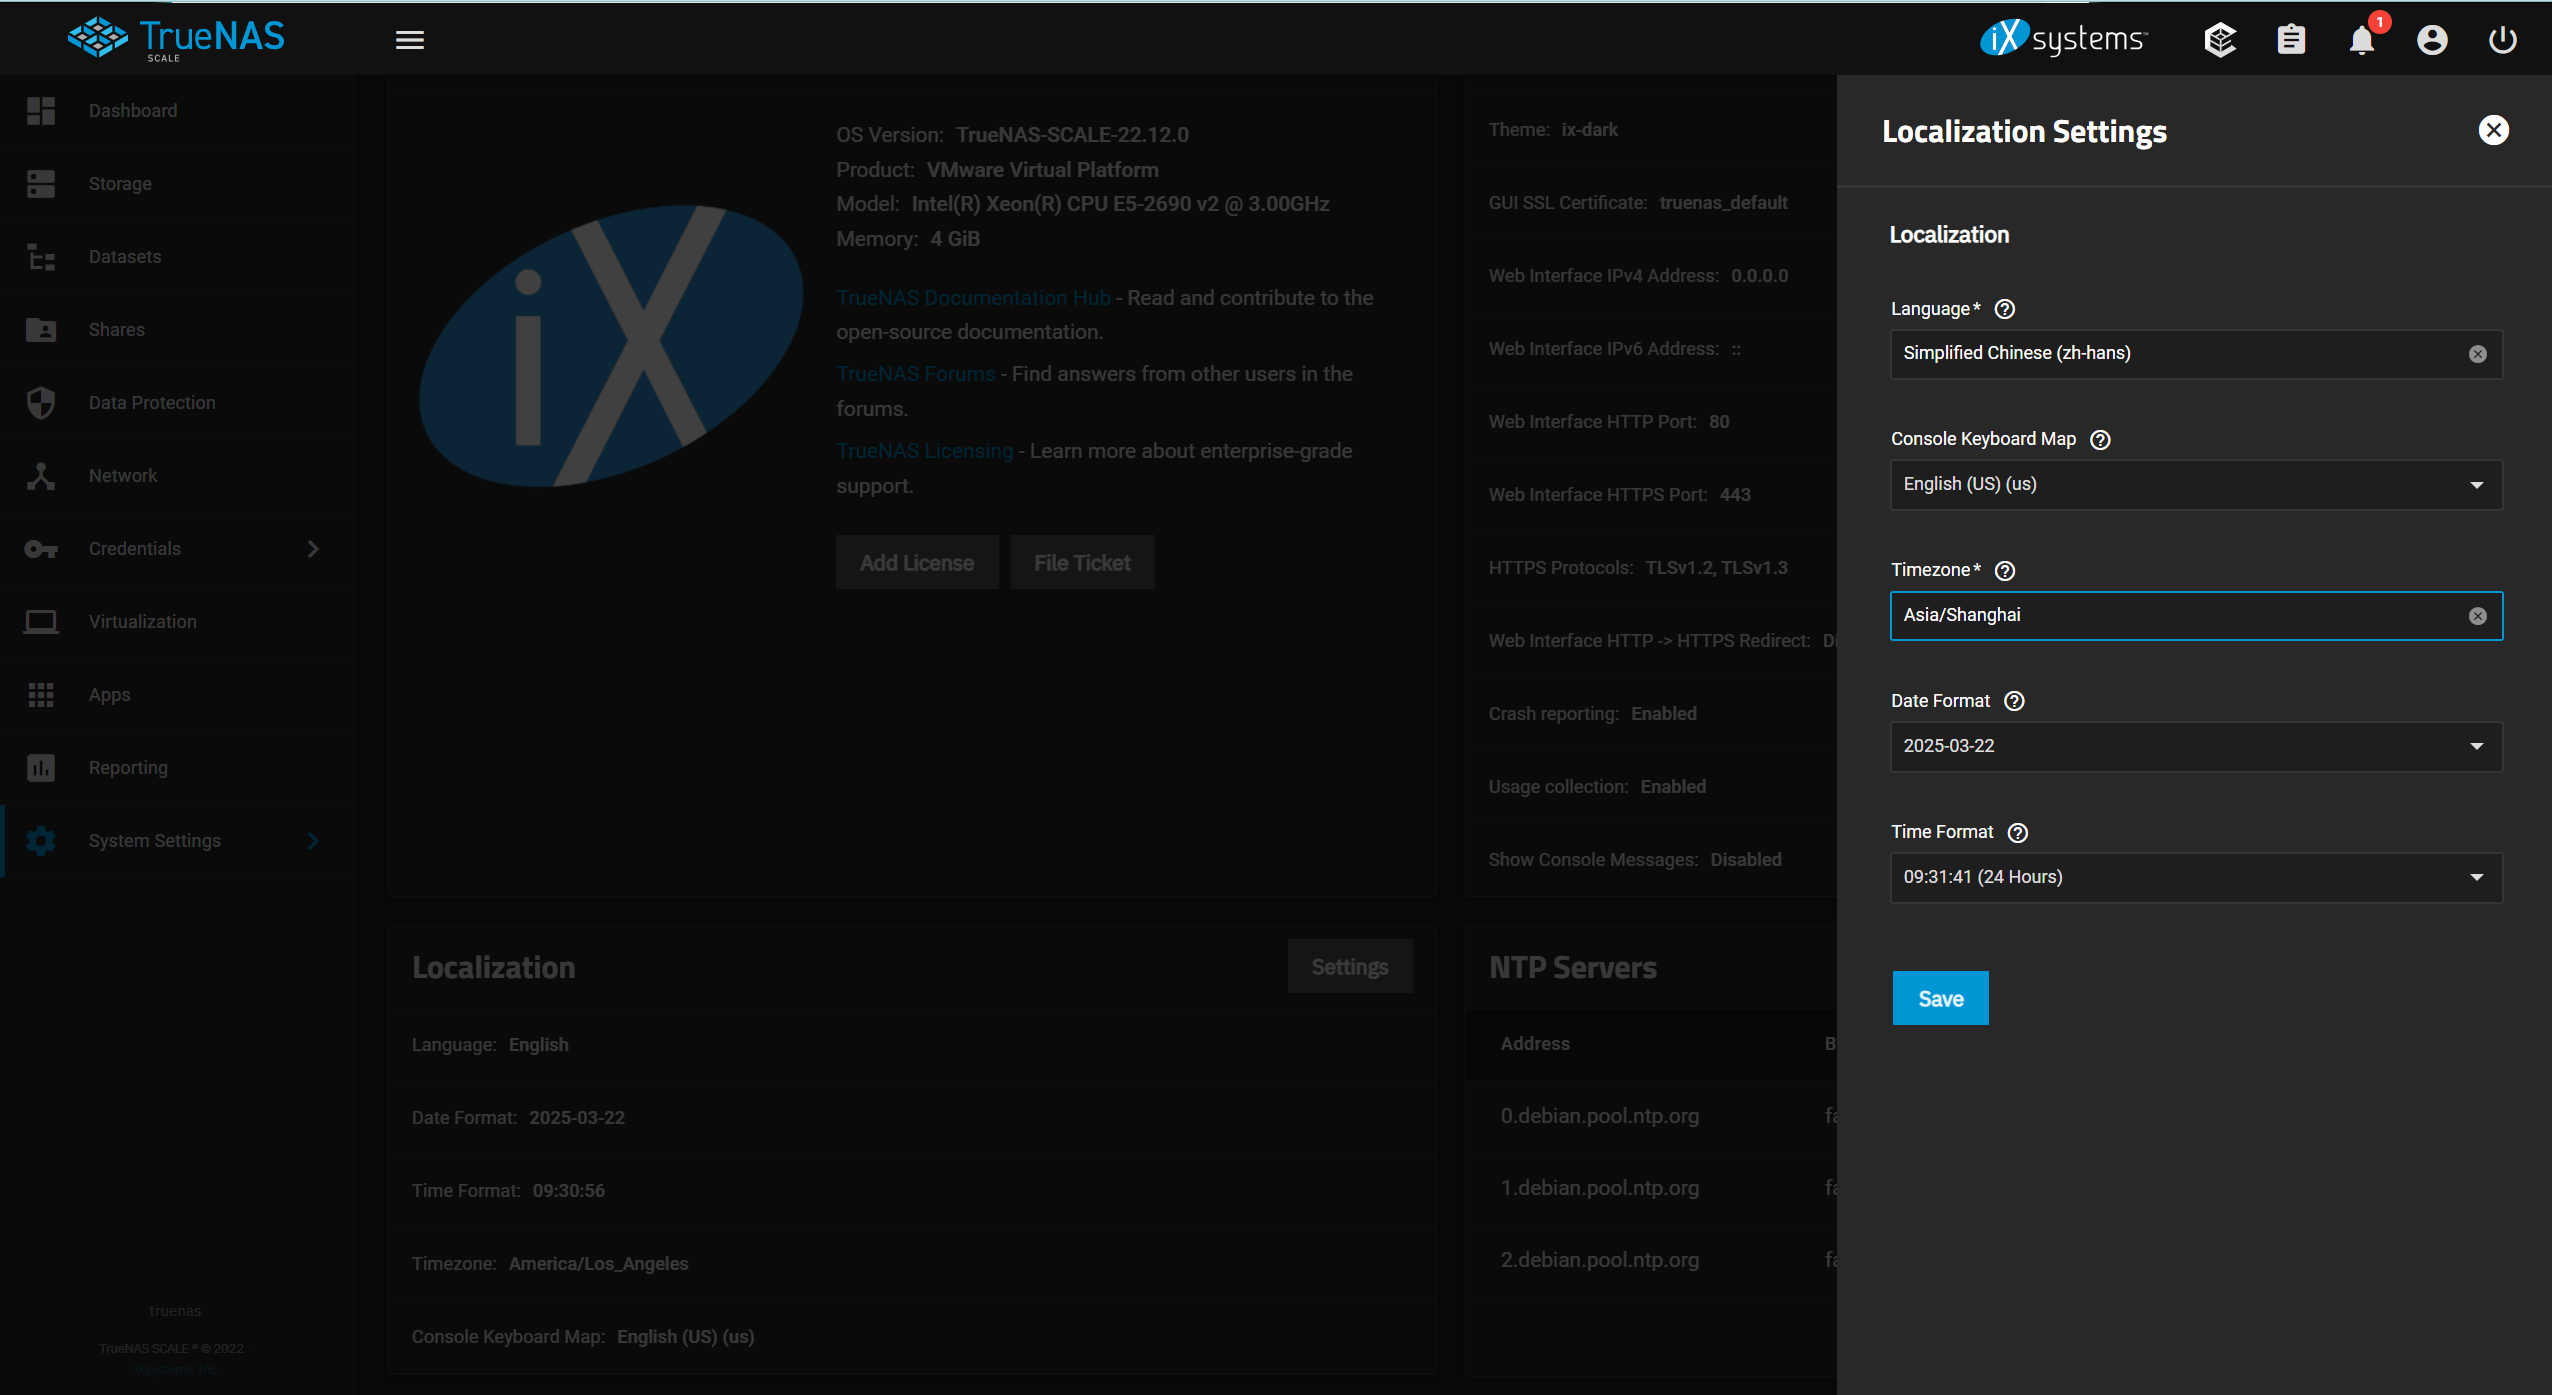 TrueNAS
SCALE
iXsystems™
1
Dashboard
Storage
Datasets
Shares
Data Protection
Network
Credentials
Virtualization
Apps
Reporting
System Settings
truenas
TrueNAS SCALE ® © 2022 -
iXsystems, Inc
iX
OS Version: TrueNAS-SCALE-22.12.0
Product: VMware Virtual Platform
Model: Intel(R) Xeon(R) CPU E5-2690 v2 @ 3.00GHz
Memory: 4 GiB
TrueNAS Documentation Hub - Read and contribute to the
open-source documentation.
TrueNAS Forums - Find answers from other users in the
forums.
TrueNAS Licensing - Learn more about enterprise-grade
support.
Add License
File Ticket
Theme: ix-dark
GUI SSL Certificate: truenas_default
Web Interface IPv4 Address: 0.0.0.0
Web Interface IPv6 Address: ::
Web Interface HTTP Port: 80
Web Interface HTTPS Port: 443
HTTPS Protocols: TLSv1.2, TLSv1.3
Web Interface HTTP -> HTTPS Redirect:
Crash reporting: Enabled
Usage collection: Enabled
Show Console Messages: Disabled
Localization
Settings
Language: English
Date Format: 2025-03-22
Time Format: 09:30:56
Timezone: America/Los_Angeles
Console Keyboard Map: English (US) (us)
NTP Servers
Address
0.debian.pool.ntp.org
1.debian.pool.ntp.org
2.debian.pool.ntp.org
Localization Settings
Localization
Language*
Simplified Chinese (zh-hans)
Console Keyboard Map
English (US) (us)
Timezone*
Asia/Shanghai
Date Format
2025-03-22
Time Format
09:31:41 (24 Hours)
Save